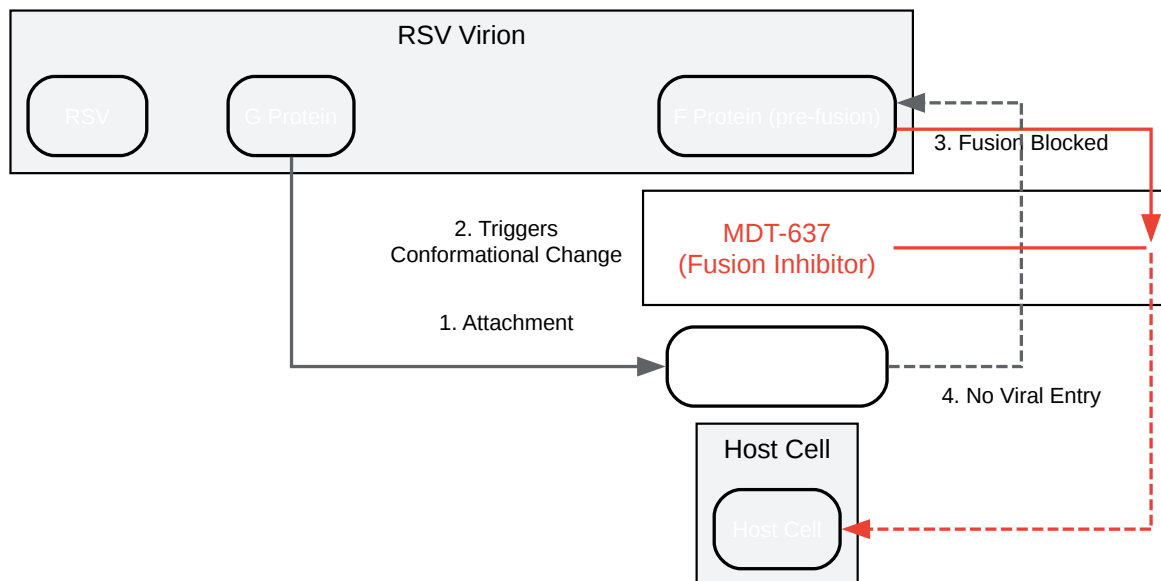 RSV Virion
RSV
G Protein
F Protein (pre-fusion)
3. Fusion Blocked
2. Triggers
Conformational Change
MDT-637
(Fusion Inhibitor)
1. Attachment
4. No Viral Entry
Host Cell
Host Cell